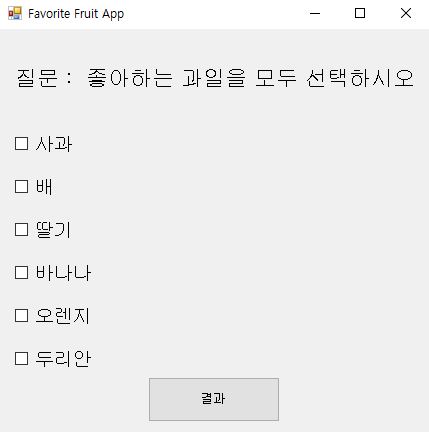 Favorite Fruit App
질문 : 좋아하는 과일을 모두 선택하시오
사과
배
딸기
바나나
오렌지
두리안
결과